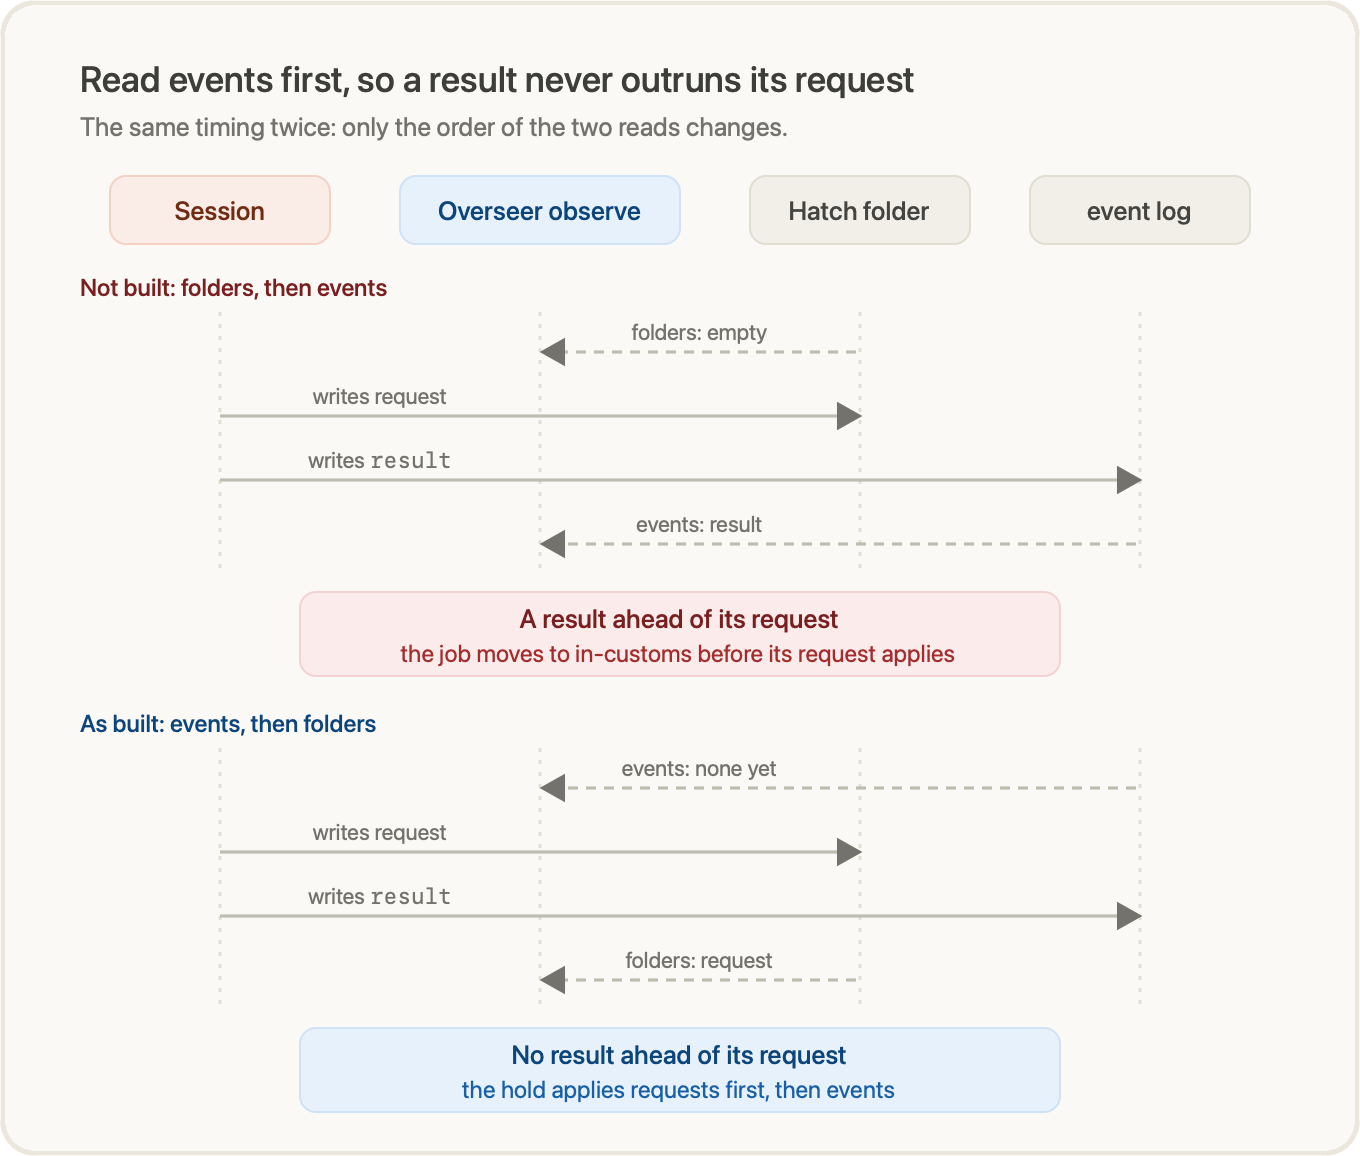 Read events first, so a result never outruns its request
The same timing twice: only the order of the two reads changes.
Session
Overseer observe
Hatch folder
event log
Not built: folders, then events
folders: empty
writes request
writes result
events: result
A result ahead of its request
the job moves to in-customs before its request applies
As built: events, then folders
events: none yet
writes request
writes result
folders: request
No result ahead of its request
the hold applies requests first, then events